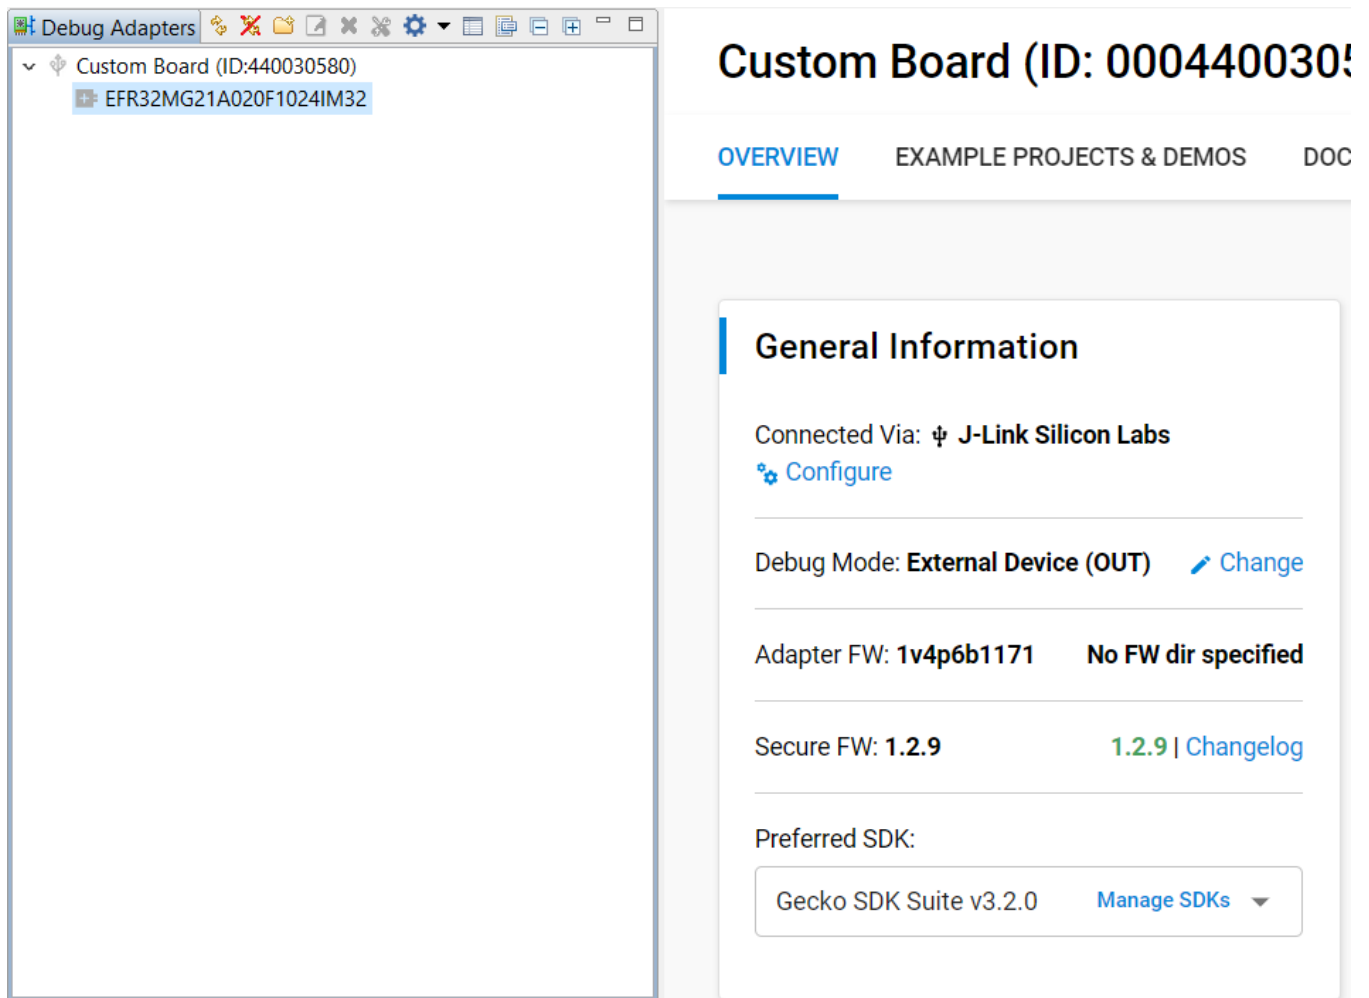 Debug Adapters
Custom Board (ID:440030580)
EFR32MG21A020F1024IM32
Custom Board (ID: 0004400305
OVERVIEW EXAMPLE PROJECTS & DEMOS DOC
General Information
Connected Via: J-Link Silicon Labs
Configure
Debug Mode: External Device (OUT) Change
Adapter FW: 1v4p6b1171 No FW dir specified
Secure FW: 1.2.9 1.2.9 | Changelog
Preferred SDK:
Gecko SDK Suite v3.2.0 Manage SDKs